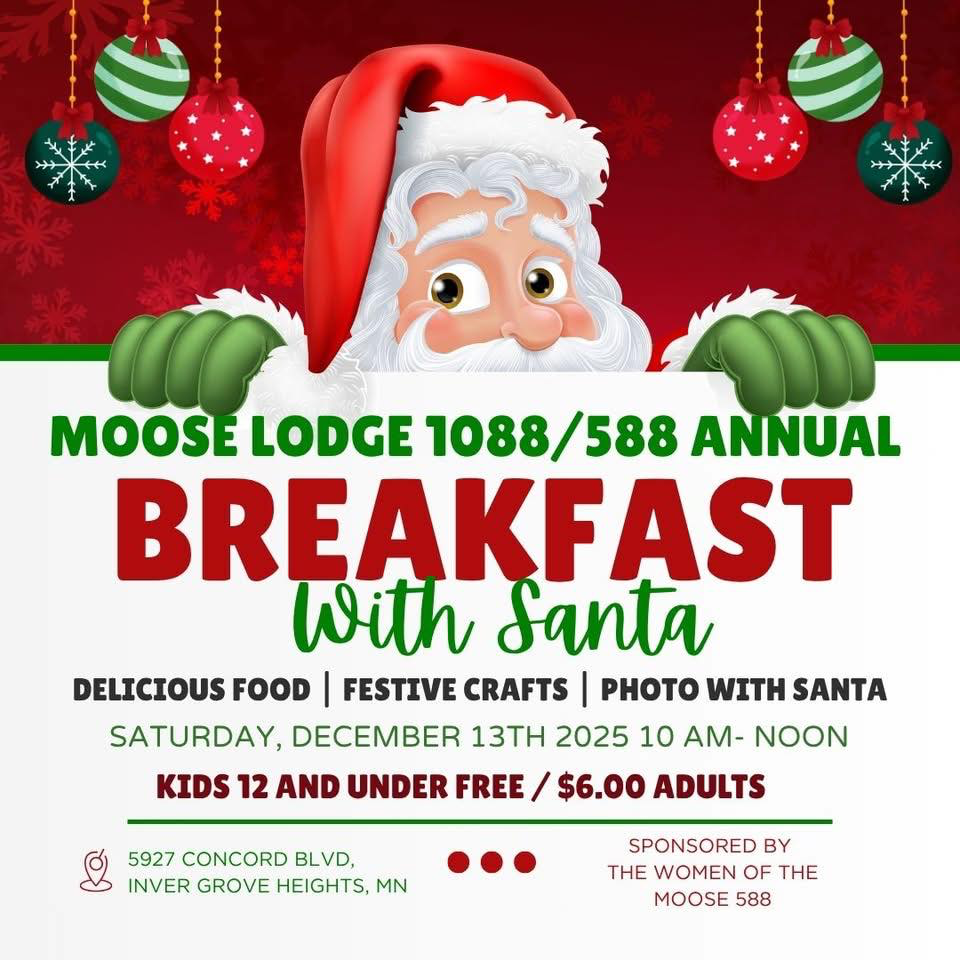 MOOSE LODGE 1088/588 ANNUAL
BREAKFAST
With Santa
DELICIOUS FOOD | FESTIVE CRAFTS | PHOTO WITH SANTA
SATURDAY, DECEMBER 13TH 2025 10 AM- NOON
KIDS 12 AND UNDER FREE / $6.00 ADULTS
5927 CONCORD BLVD,
INVER GROVE HEIGHTS, MN
SPONSORED BY
THE WOMEN OF THE
MOOSE 588